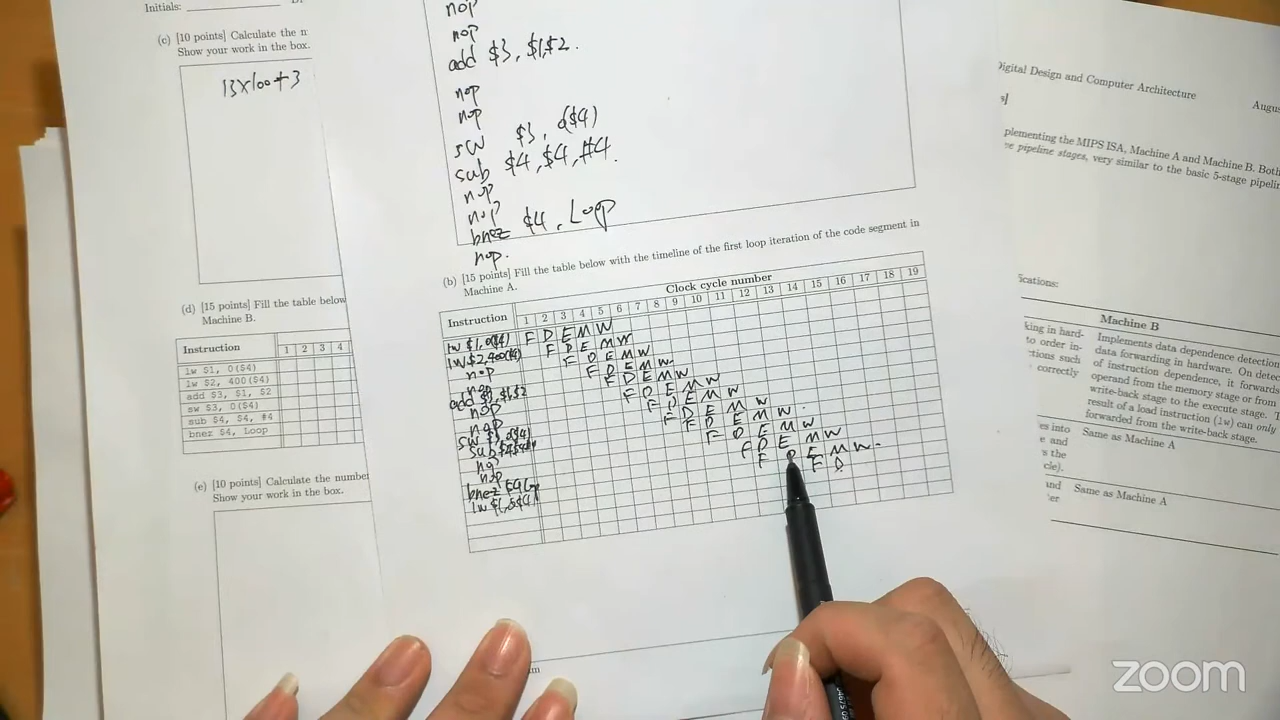 Initials:
(c) [10 points] Calculate the n
Show your work in the box.
13x100+3
(d) [15 points] Fill the table below
Machine B.
Instruction 1 2 3 4
lw $1, 0($4)
lw $2, 400($4)
add $3, $1, $2
sw $3, 0($4)
sub $4, $4, #4
bnez $4, Loop
(e) [10 points] Calculate the number
Show your work in the box.
nop
nop
add $3, $1, $2.
nop
nop
sw $3, 0($4)
sub $4, $4, #4.
nop
nop
bnez $4, Loop
nop.
(b) [15 points] Fill the table below with the timeline of the first loop iteration of the code segment in
Machine A.
Clock cycle number
Instruction 1 2 3 4 5 6 7 8 9 10 11 12 13 14 15 16 17 18 19
lw $1, 0($4) F D E M W
lw $2, 400($4) F D E M W
nop F D E M W
nop F D E M W
add $3, $1, $2 F D E M W
nop F D E M W
nop F D E M W
sw $3, 0($4) F D E M W
sub $4 $4 F D E M W
nop F D E M W
nop F D E M W
bnez $4 Loop F D E M W.
lw $1, 0($4) F D
Digital Design and Computer Architecture
Augus
s]
plementing the MIPS ISA, Machine A and Machine B. Both
pipeline stages, very similar to the basic 5-stage pipelin
ications:
Machine B
king in hard-
to order in-
ctions such
correctly
Implements data dependence detection
data forwarding in hardware. On detec
of instruction dependence, it forwards
operand from the memory stage or from
write-back stage to the execute stage. T
result of a load instruction (lw) can only
forwarded from the write-back stage.
es into
e and
s the
cle).
Same as Machine A
and
er
Same as Machine A
zoom